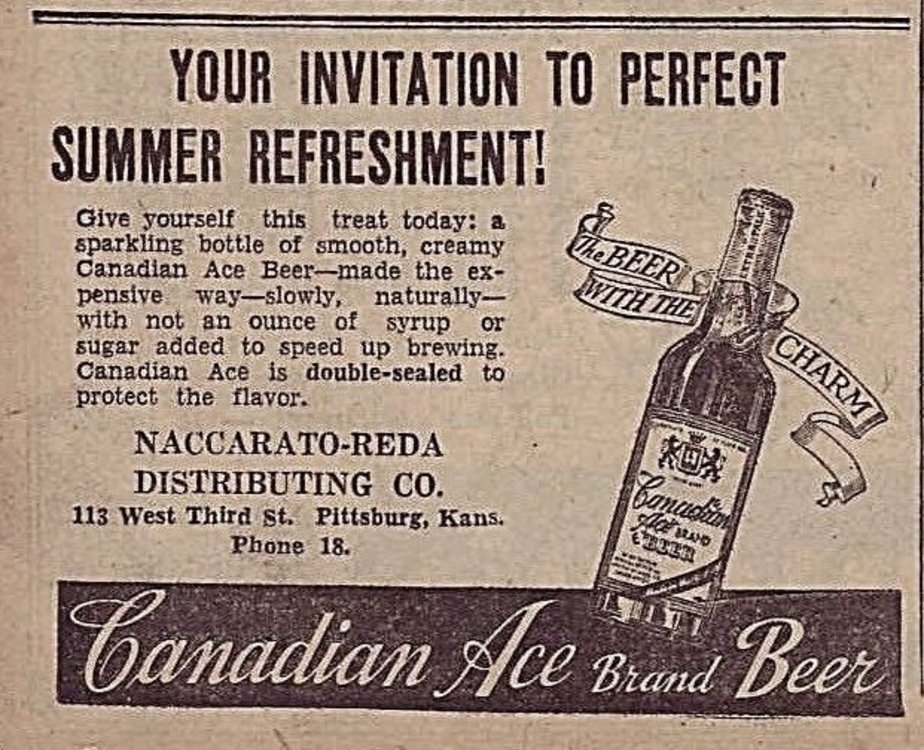 YOUR INVITATION TO PERFECT
SUMMER REFRESHMENT!
Give yourself this treat today: a
sparkling bottle of smooth, creamy
Canadian Ace Beer—made the ex-
pensive way—slowly, naturally—
with not an ounce of syrup or
sugar added to speed up brewing.
Canadian Ace is double-sealed to
protect the flavor.
NACCARATO-REDA
DISTRIBUTING CO.
113 West Third St. Pittsburg, Kans.
Phone 18.
The BEER
WITH THE
CHARM
Canadian
Ace BRAND
BEER
Canadian Ace Brand Beer